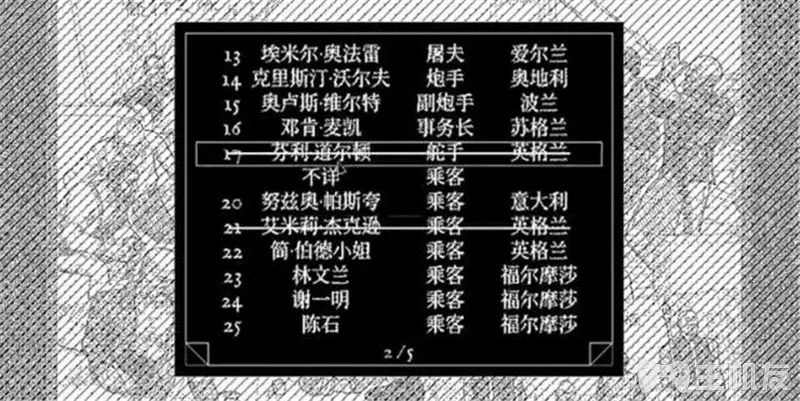 13 埃米尔·奥法雷 屠夫 爱尔兰
14 克里斯汀·沃尔夫 炮手 奥地利
15 奥卢斯·维尔特 副炮手 波兰
16 邓肯·麦凯 事务长 苏格兰
17 芬利·道尔顿 舵手 英格兰
不详 乘客
20 努兹奥·帕斯夸 乘客 意大利
21 艾米莉·杰克逊 乘客 英格兰
22 简·伯德小姐 乘客 英格兰
23 林文兰 乘客 福尔摩莎
24 谢一明 乘客 福尔摩莎
25 陈石 乘客 福尔摩莎
2/5
手机友